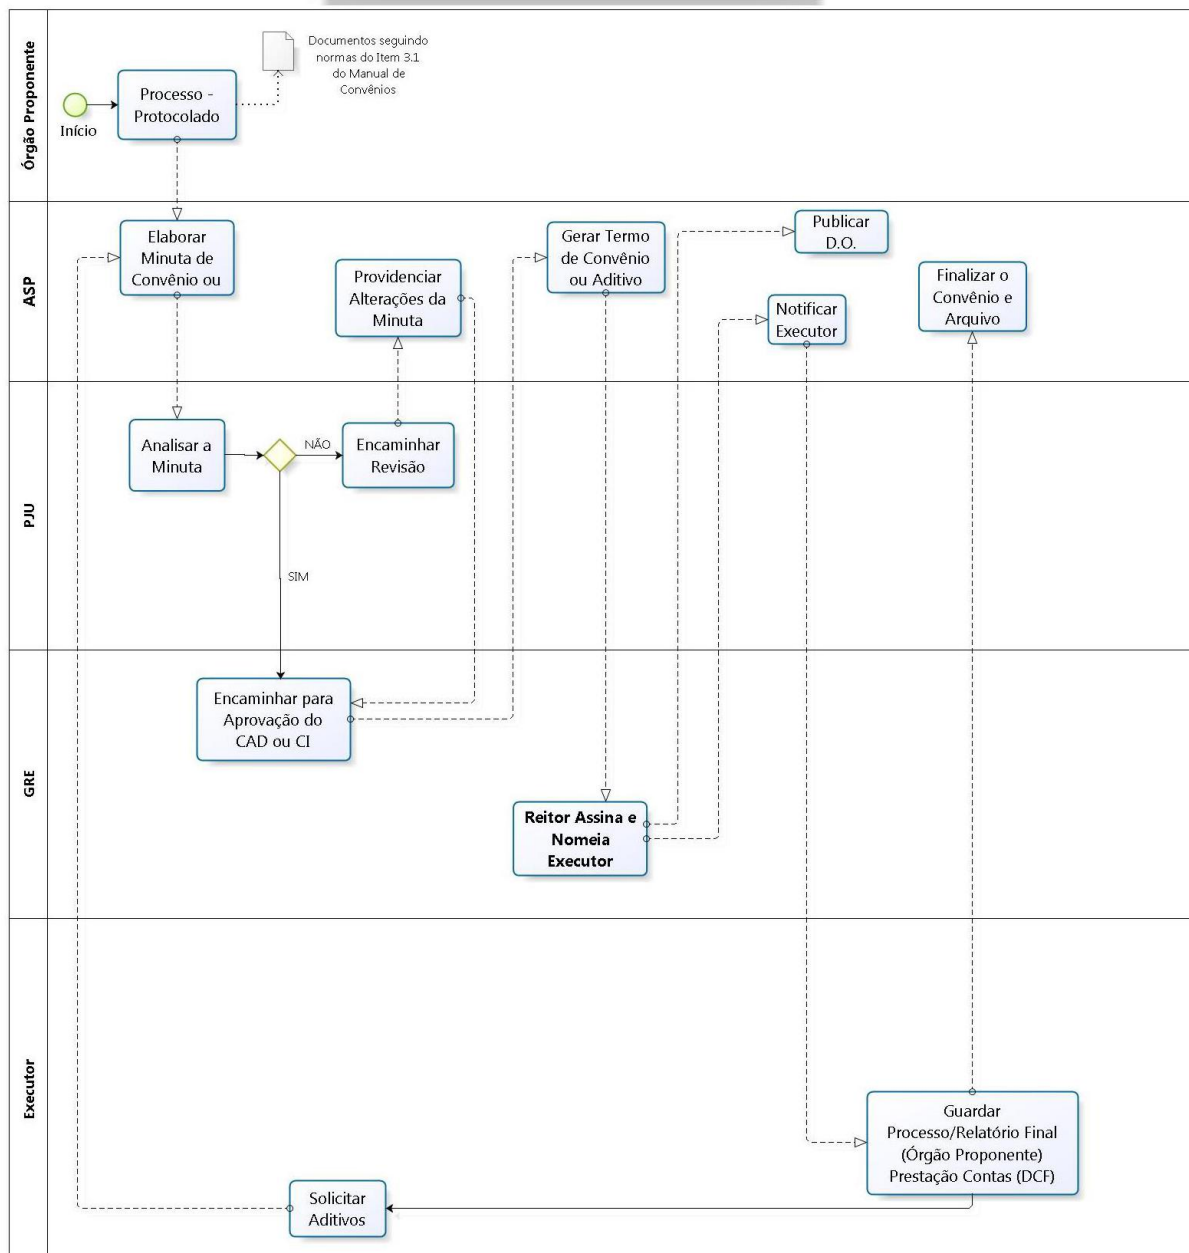 Órgão Proponente
Início
Processo -
Protocolado
Documentos seguindo
normas do Item 3.1
do Manual de
Convênios
ASP
Elaborar
Minuta de
Convênio ou
Providenciar
Alterações da
Minuta
Gerar Termo
de Convênio
ou Aditivo
Publicar
D.O.
Notificar
Executor
Finalizar o
Convênio e
Arquivo
PJU
Analisar a
Minuta
NÃO
Encaminhar
Revisão
SIM
GRE
Encaminhar para
Aprovação do
CAD ou CI
Reitor Assina e
Nomeia
Executor
Executor
Guardar
Processo/Relatório Final
(Órgão Proponente)
Prestação Contas (DCF)
Solicitar
Aditivos